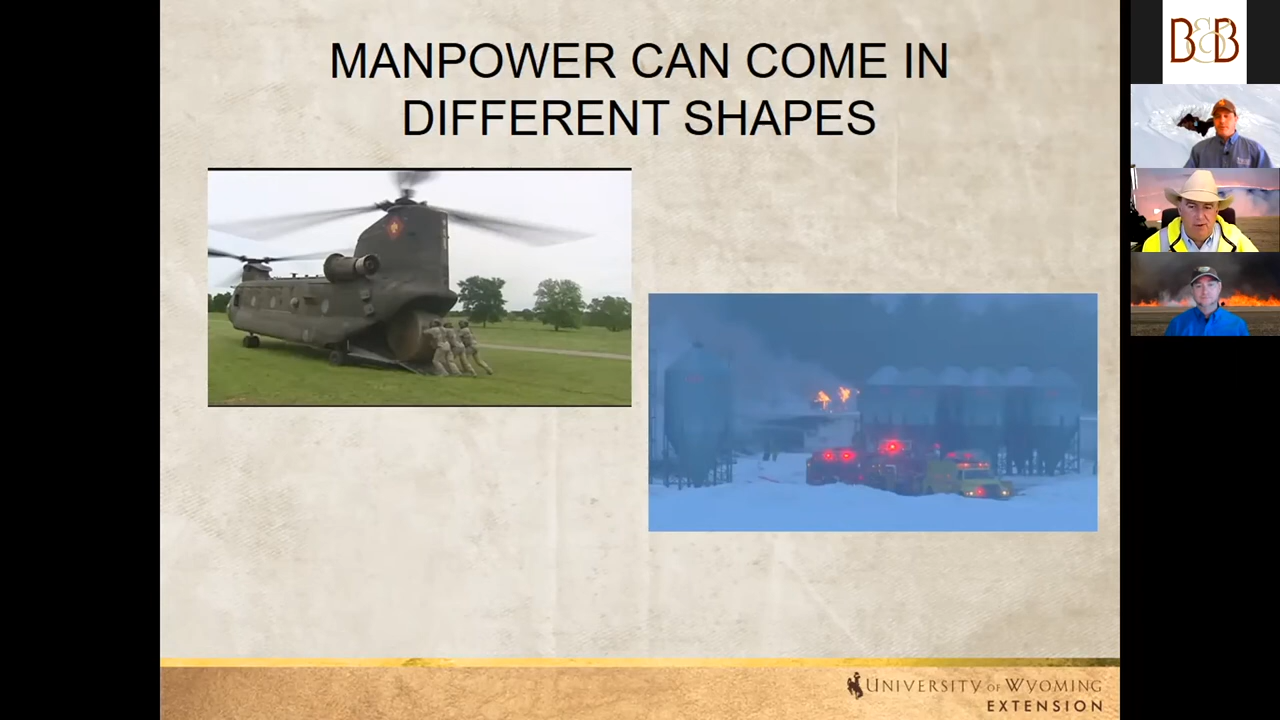 MANPOWER CAN COME IN
DIFFERENT SHAPES
B&B
UNIVERSITY OF WYOMING
EXTENSION